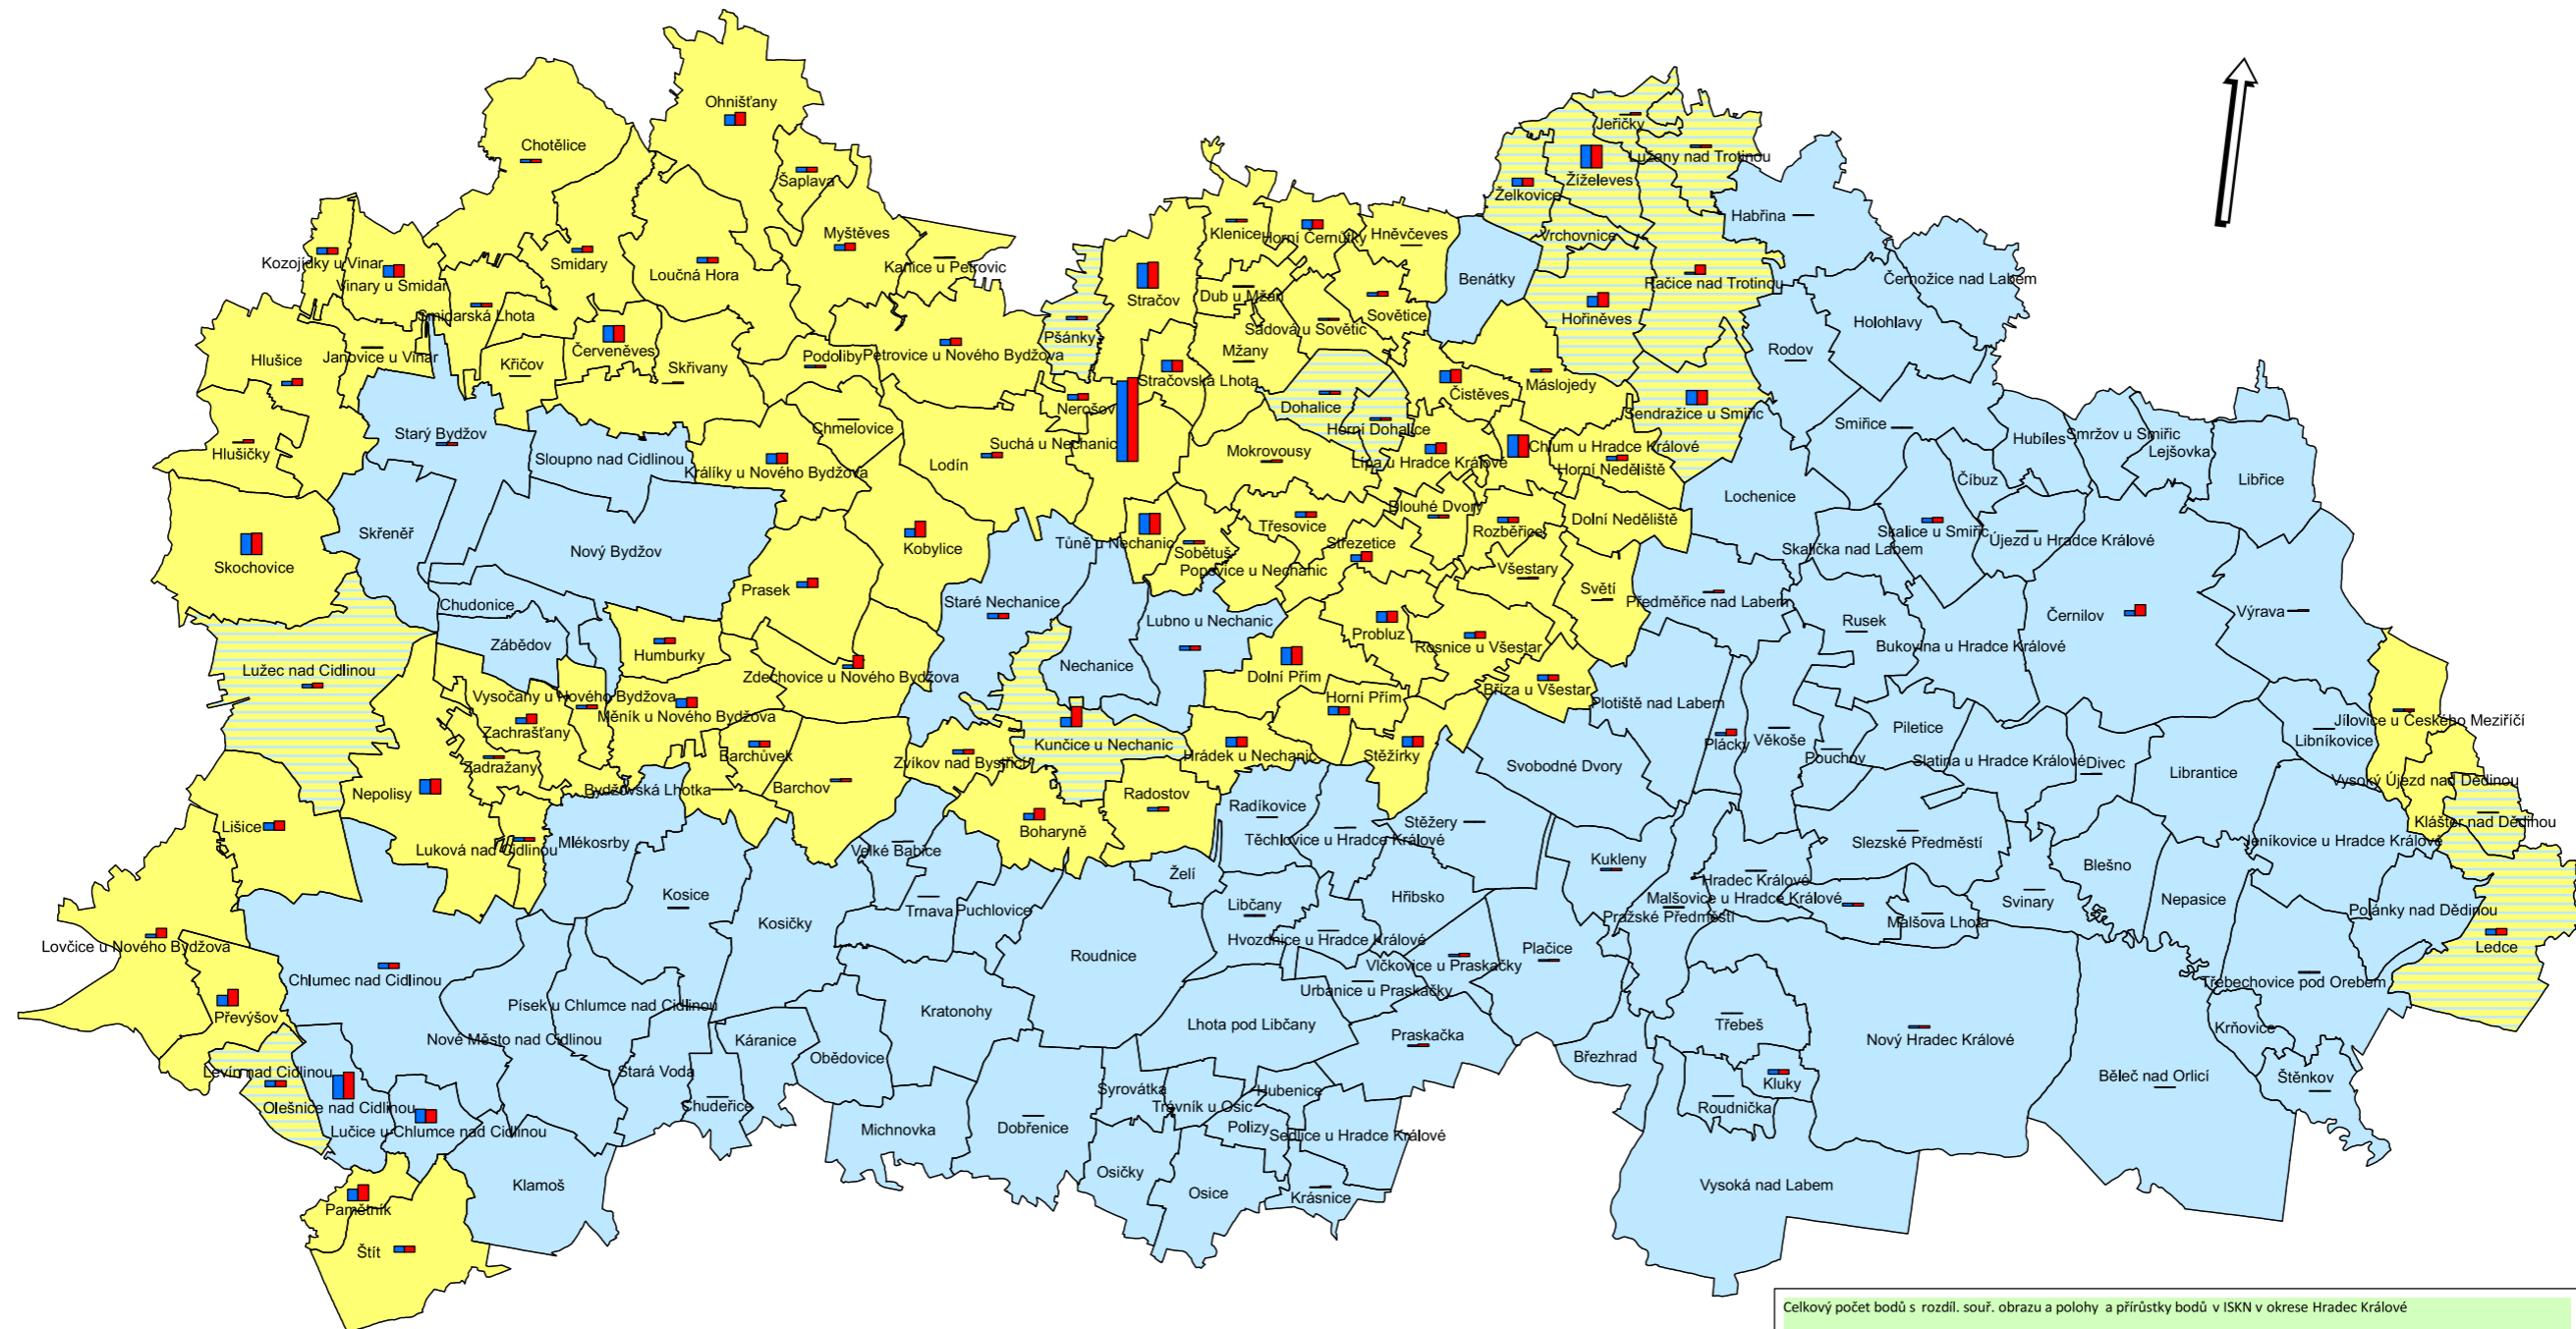 Ohnišťany
Chotělice
Šaplava
Jeřičky
Lužany nad Trotinou
Žíželeves
Želkovice
Habřina
Myštěves
Klenice
Horní Černůtky
Hněvčeves
Vrchovnice
Kozojídky u Vinar
Vinary u Smidar
Smidary
Loučná Hora
Kanice u Petrovic
Benátky
Černožice nad Labem
Račice nad Trotinou
Stračov
Dub u Mžan
Sadová u Sovětic
Sovětice
Hořiněves
Holohlavy
Smidarská Lhota
Pšánky
Mžany
Rodov
Hlušice
Janovice u Vinar
Křičov
Červeněves
Skřivany
Podoliby
Petrovice u Nového Bydžova
Stračovská Lhota
Nerošov
Dohalice
Čistěves
Máslojedy
Sendražice u Smiřic
Horní Dohalice
Smiřice
Hubíles
Smržov u Smiřic
Lejšovka
Libřice
Hlušičky
Starý Bydžov
Sloupno nad Cidlinou
Chmelovice
Králíky u Nového Bydžova
Lodín
Suchá u Nechanic
Mokrovousy
Lípa u Hradce Králové
Chlum u Hradce Králové
Horní Neděliště
Lochenice
Číbuz
Skřeněř
Nový Bydžov
Kobylice
Tůně u Nechanic
Sobětuš
Třesovice
Dlouhé Dvory
Rozběřice
Dolní Neděliště
Skalice u Smiřic
Skalička nad Labem
Újezd u Hradce Králové
Skochovice
Střezetice
Popovice u Nechanic
Všestary
Světí
Předměřice nad Labem
Prasek
Staré Nechanice
Lubno u Nechanic
Chudonice
Zábědov
Humburky
Probluz
Rosnice u Všestar
Rusek
Bukovina u Hradce Králové
Černilov
Výrava
Lužec nad Cidlinou
Zdechovice u Nového Bydžova
Nechanice
Dolní Přím
Horní Přím
Bříza u Všestar
Plotiště nad Labem
Vysočany u Nového Bydžova
Měník u Nového Bydžova
Zachrašťany
Zadražany
Barchůvek
Zvíkov nad Bystřicí
Kunčice u Nechanic
Hrádek u Nechanic
Stěžírky
Plácky
Věkoše
Pouchov
Piletice
Slatina u Hradce Králové
Divec
Librantice
Libníkovice
Jílovice u Českého Meziříčí
Vysoký Újezd nad Dědinou
Nepolisy
Bydžovská Lhotka
Barchov
Radostov
Svobodné Dvory
Lišice
Boharyně
Radíkovice
Těchlovice u Hradce Králové
Stěžery
Klášter nad Dědinou
Luková nad Cidlinou
Mlékosrby
Velké Babice
Želí
Kukleny
Slezské Předměstí
Jeníkovice u Hradce Králové
Blešno
Kosice
Trnava
Puchlovice
Libčany
Hřibsko
Hradec Králové
Malšovice u Hradce Králové
Pražské Předměstí
Malšova Lhota
Svinary
Nepasice
Polánky nad Dědinou
Ledce
Lovčice u Nového Bydžova
Kosičky
Hvozdnice u Hradce Králové
Plačice
Chlumec nad Cidlinou
Roudnice
Vlčkovice u Praskačky
Urbanice u Praskačky
Třebechovice pod Orebem
Převýšov
Písek u Chlumce nad Cidlinou
Kratonohy
Lhota pod Libčany
Třebeš
Krňovice
Nové Město nad Cidlinou
Káranice
Obědovice
Praskačka
Březhrad
Nový Hradec Králové
Levín nad Cidlinou
Stará Voda
Syrovátka
Hubenice
Kluky
Běleč nad Orlicí
Štěnkov
Olešnice nad Cidlinou
Chudeřice
Trávník u Osic
Roudnička
Lučice u Chlumce nad Cidlinou
Michnovka
Dobřenice
Polizy
Sedlice u Hradce Králové
Klamoš
Osičky
Osice
Krásnice
Vysoká nad Labem
Pamětník
Štít
Celkový počet bodů s rozdíl. souř. obrazu a polohy a přírůstky bodů v ISKN v okrese Hradec Králové